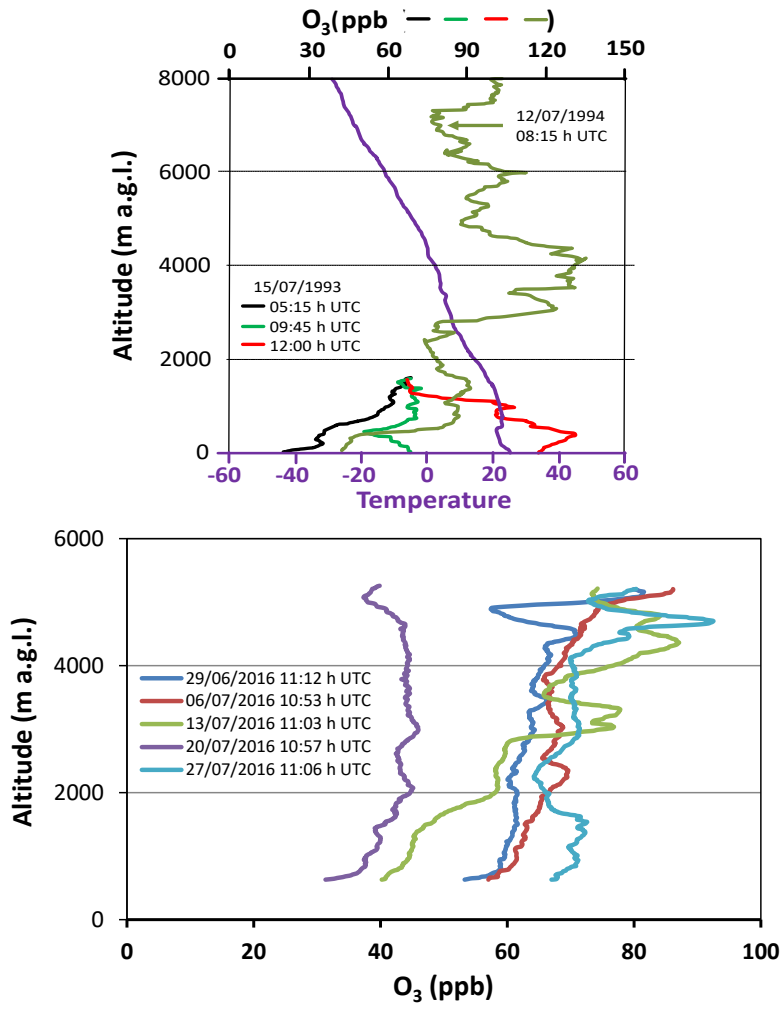 O3(ppb )
0 30 60 90 120 150
8000
12/07/1994
08:15 h UTC
6000
Altitude (m a.g.l.)
4000
15/07/1993
05:15 h UTC
09:45 h UTC
12:00 h UTC
2000
0
-60 -40 -20 0 20 40 60
Temperature
6000
Altitude (m a.g.l.)
4000
29/06/2016 11:12 h UTC
06/07/2016 10:53 h UTC
13/07/2016 11:03 h UTC
20/07/2016 10:57 h UTC
27/07/2016 11:06 h UTC
2000
0
0 20 40 60 80 100
O3 (ppb)